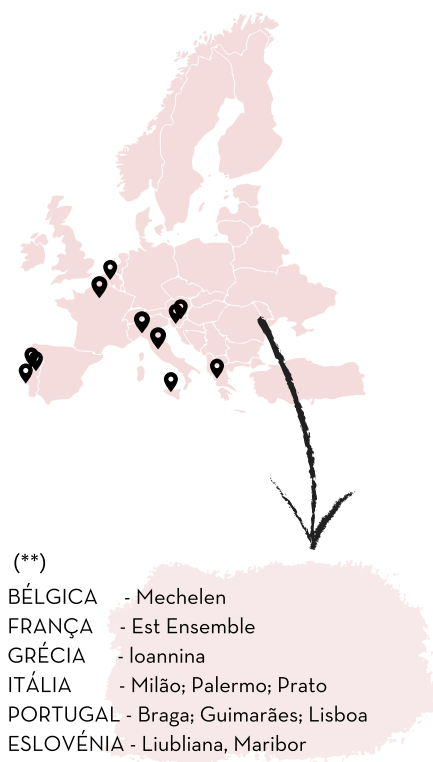 (**)
BÉLGICA - Mechelen
FRANÇA - Est Ensemble
GRÉCIA - Ioannina
ITÁLIA - Milão; Palermo; Prato
PORTUGAL - Braga; Guimarães; Lisboa
ESLOVÉNIA - Liubliana, Maribor